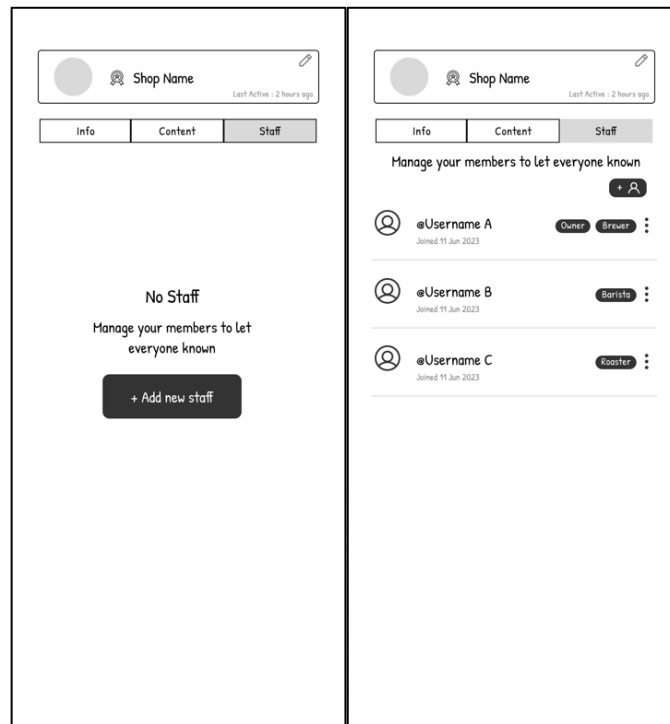 Shop Name
Last Active : 2 hours ago
Info
Content
Staff
No Staff
Manage your members to let
everyone known
+ Add new staff
Shop Name
Last Active : 2 hours ago
Info
Content
Staff
Manage your members to let everyone known
+
@Username A
Owner
Brewer
Joined 11 Jun 2023
@Username B
Barista
Joined 11 Jun 2023
@Username C
Roaster
Joined 11 Jun 2023